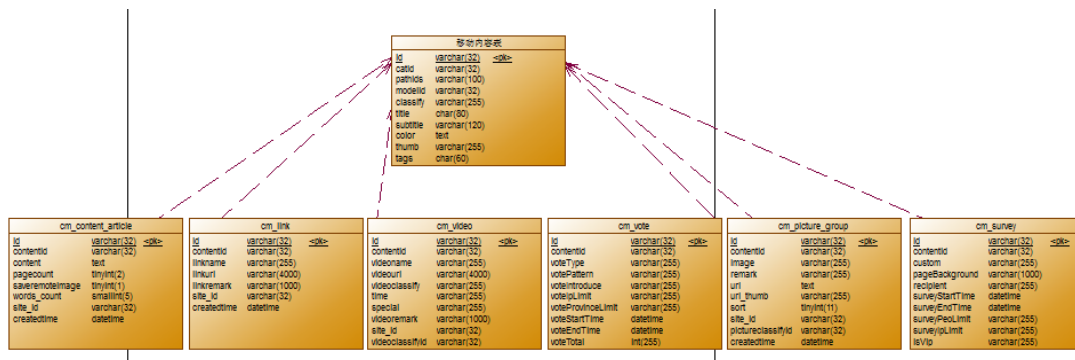 移动内容表
id varchar(32) <pk>
catid varchar(32)
pathids varchar(100)
modelid varchar(32)
classify varchar(255)
title char(80)
subtitle varchar(120)
color text
thumb varchar(255)
tags char(60)
cm_content_article
id varchar(32) <pk>
contentid varchar(32)
content text
pagecount tinyint(2)
saveremoteimage tinyint(1)
words_count smallint(5)
site_id varchar(32)
createdtime datetime
cm_link
id varchar(32) <pk>
contentid varchar(32)
linkname varchar(255)
linkurl varchar(4000)
linkremark varchar(1000)
site_id varchar(32)
createdtime datetime
cm_video
id varchar(32) <pk>
contentid varchar(32)
videoname varchar(255)
videourl varchar(4000)
videoclassify varchar(255)
time varchar(255)
special varchar(255)
videoremark varchar(1000)
site_id varchar(32)
videoclassifyid varchar(32)
cm_vote
id varchar(32) <pk>
contentid varchar(32)
voteType varchar(255)
votePattern varchar(255)
voteIntroduce varchar(255)
voteIpLimit varchar(255)
voteProvinceLimit varchar(255)
voteStartTime datetime
voteEndTime datetime
voteTotal int(255)
cm_picture_group
id varchar(32) <pk>
contentid varchar(32)
image varchar(255)
remark varchar(255)
url text
url_thumb varchar(255)
sort tinyint(11)
site_id varchar(32)
pictureclassifyid varchar(32)
createdtime datetime
cm_survey
id varchar(32) <pk>
contentid varchar(32)
custom varchar(255)
pageBackground varchar(1000)
recipient varchar(255)
surveyStartTime datetime
surveyEndTime datetime
surveyPeoLimit varchar(255)
surveyIpLimit varchar(255)
isVip varchar(255)